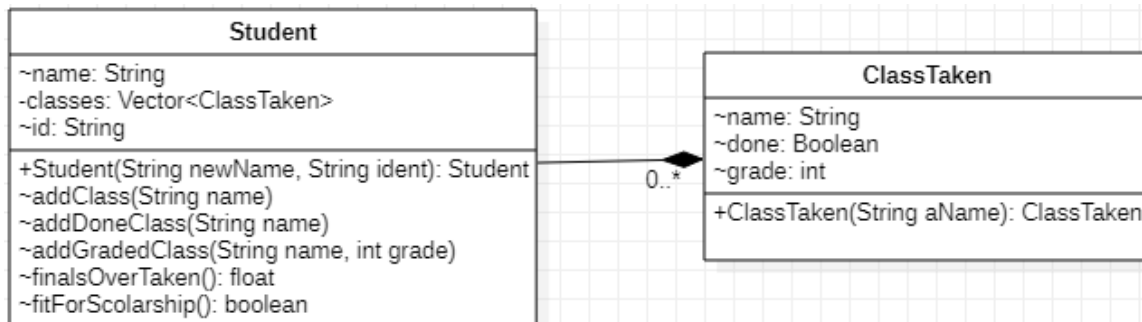 Student
~name: String
-classes: Vector<ClassTaken>
~id: String
+Student(String newName, String ident): Student
~addClass(String name)
~addDoneClass(String name)
~addGradedClass(String name, int grade)
~finalsOverTaken(): float
~fitForScolarship(): boolean
0..*
ClassTaken
~name: String
~done: Boolean
~grade: int
+ClassTaken(String aName): ClassTaken